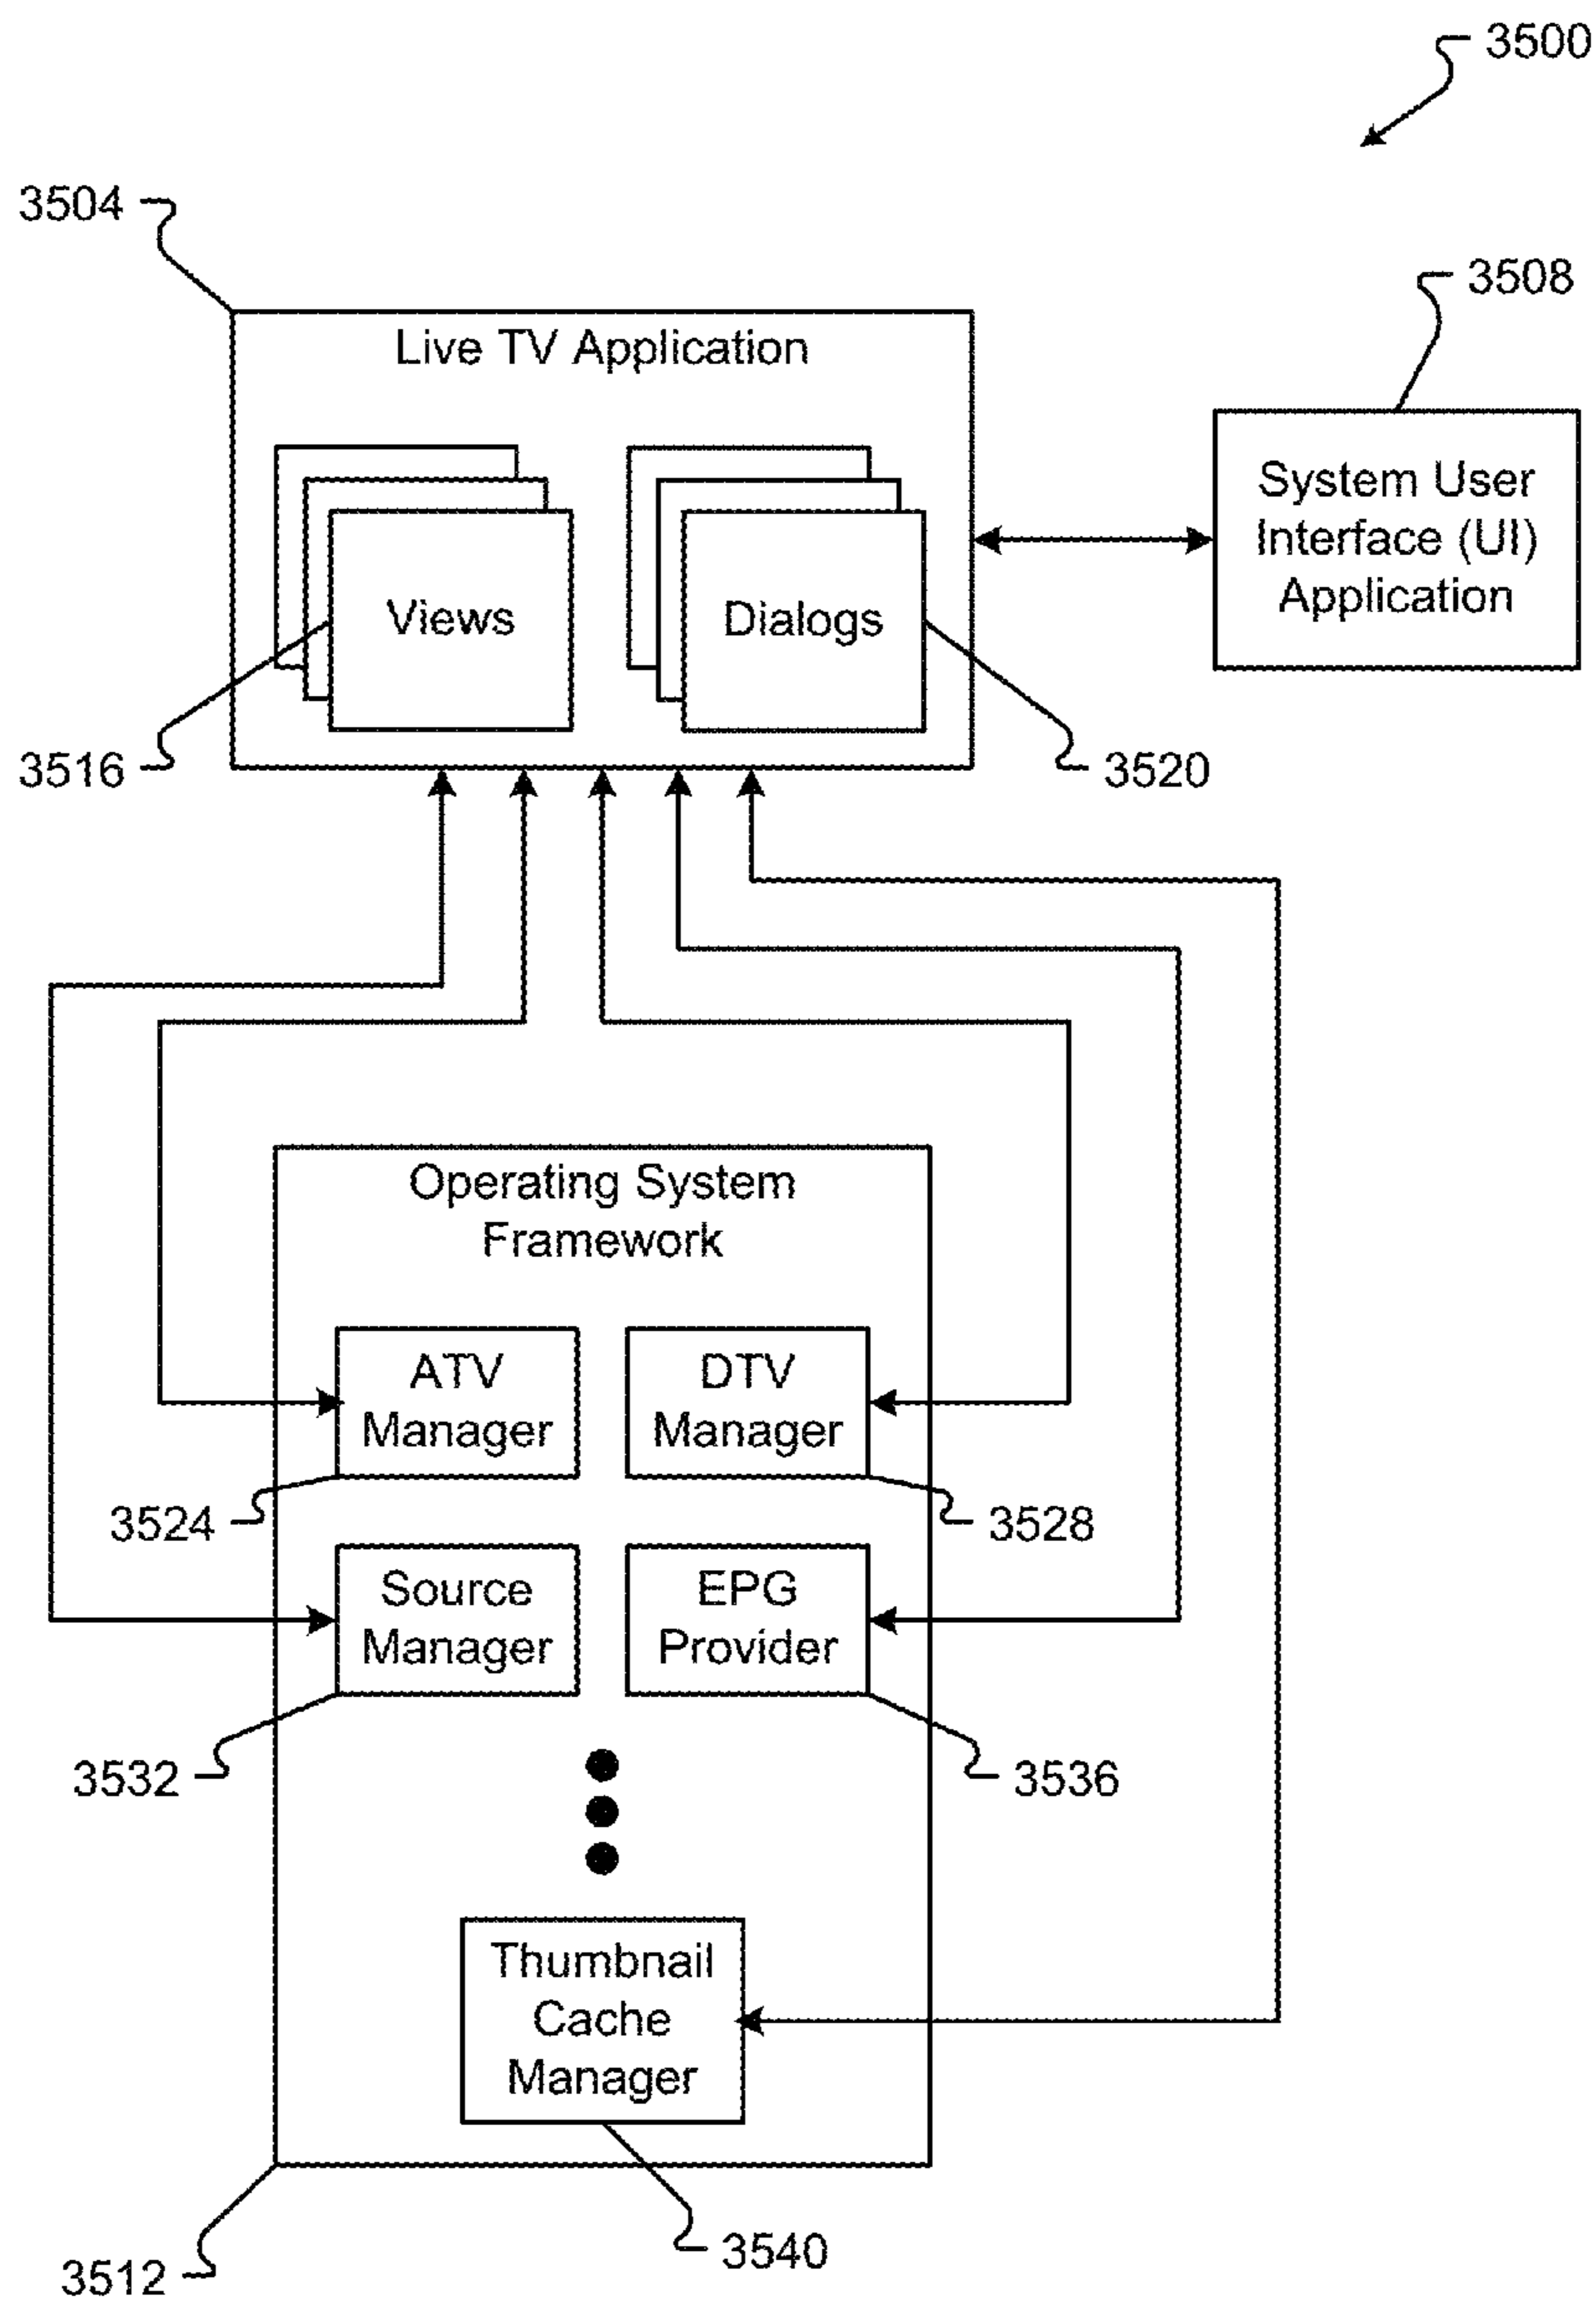 3500
3504
3508
Live TV Application
System User
Interface (UI)
Application
Views
Dialogs
3516
3520
Operating System
Framework
ATV
Manager
DTV
Manager
3524
3528
Source
Manager
EPG
Provider
3532
3536
Thumbnail
Cache
Manager
3540
3512